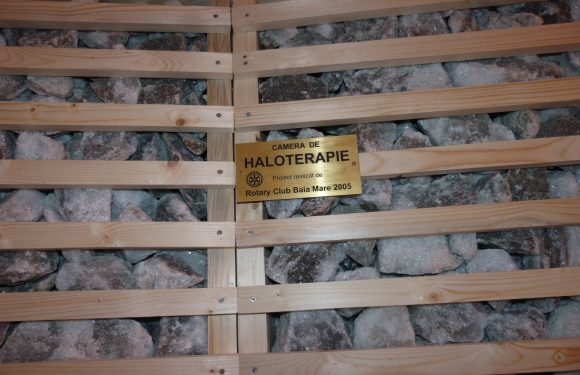 CAMERA DE
HALOTERAPIE
Proiect realizat de
Rotary Club Baia Mare 2005